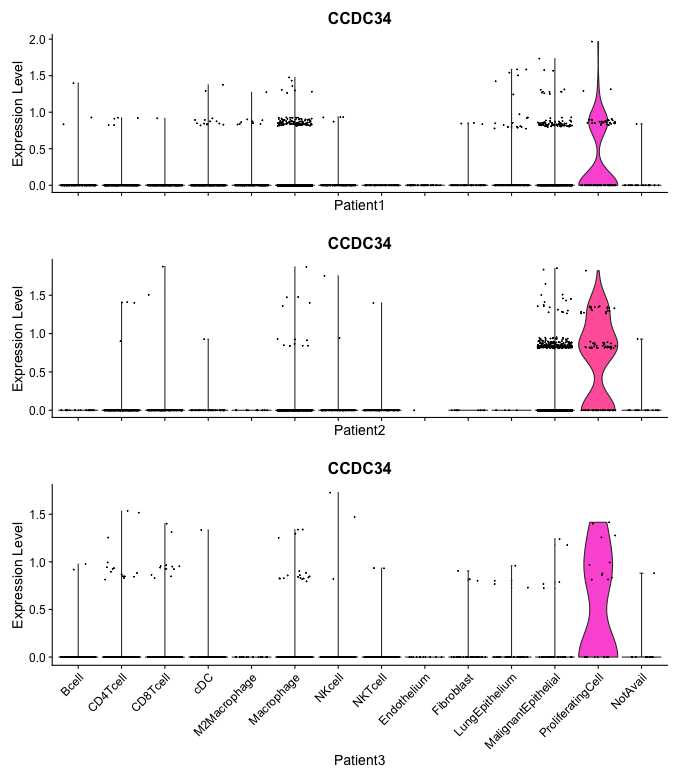 CCDC34
Expression Level
2.0
1.5
1.0
0.5
0.0
Patient1
CCDC34
Expression Level
1.5
1.0
0.5
0.0
Patient2
CCDC34
Expression Level
1.5
1.0
0.5
0.0
Bcell
CD4Tcell
CD8Tcell
cDC
M2Macrophage
Macrophage
NKcell
NKTcell
Endothelium
Fibroblast
LungEpithelium
MalignantEpithelial
ProliferatingCell
NotAvail
Patient3